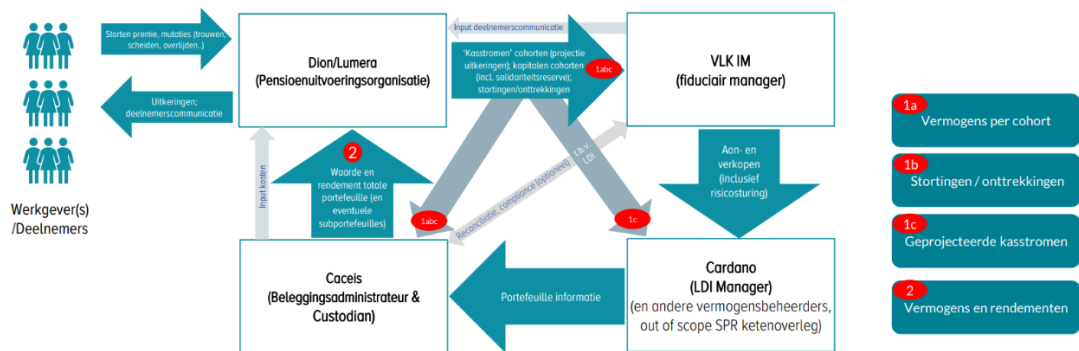 Storten premie, mutaties (trouwen,
scheiden, overlijden..)
Uitkeringen;
deelnemerscommunicatie
Werkgever(s)
/Deelnemers
Dion/Lumera
(Pensioenuitvoeringsorganisatie)
Input deelnemerscommunicatie
'Kasstromen' cohorten (projectie
uitkeringen); kapitalen cohorten
(incl. solidariteitsreserve);
stortingen/onttrekkingen
1abc
VLK IM
(fiduciair manager)
Input kosten
2
Waarde en
rendement totale
portefeuille (en
eventuele
subportefeuilles)
1abc
Reconciliatie, compliance (optioneel)
t.b.v.
LDI
1c
Aan- en
verkopen
(inclusief
risicosturing)
Caceis
(Beleggingsadministrateur &
Custodian)
Portefeuille informatie
Cardano
(LDI Manager)
(en andere vermogensbeheerders,
out of scope SPR ketenoverleg)
1a
Vermogens per cohort
1b
Stortingen / onttrekkingen
1c
Geprojecteerde kasstromen
2
Vermogens en rendementen